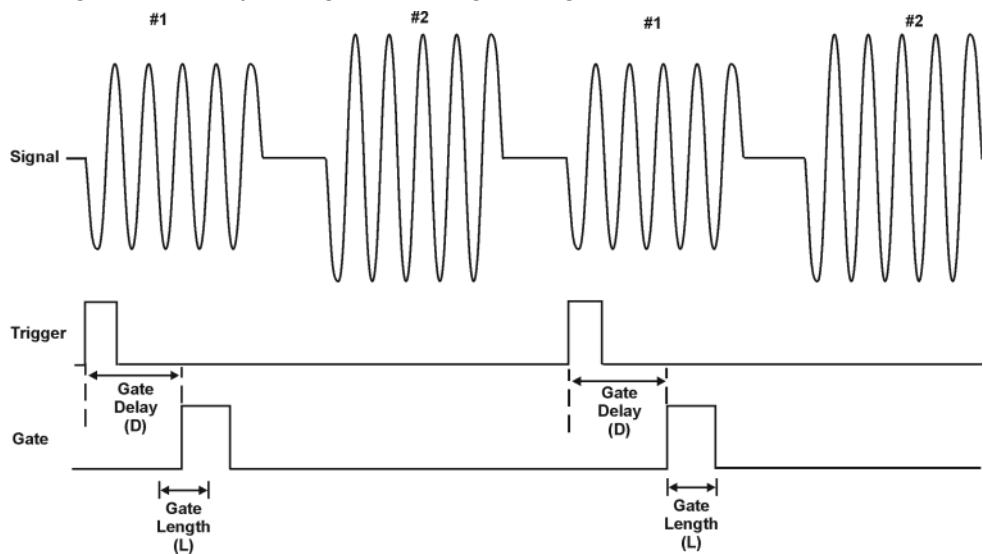 #1
#2
#1
#2
Signal
Trigger
Gate
Delay
(D)
Gate
Delay
(D)
Gate
Gate
Length
(L)
Gate
Length
(L)